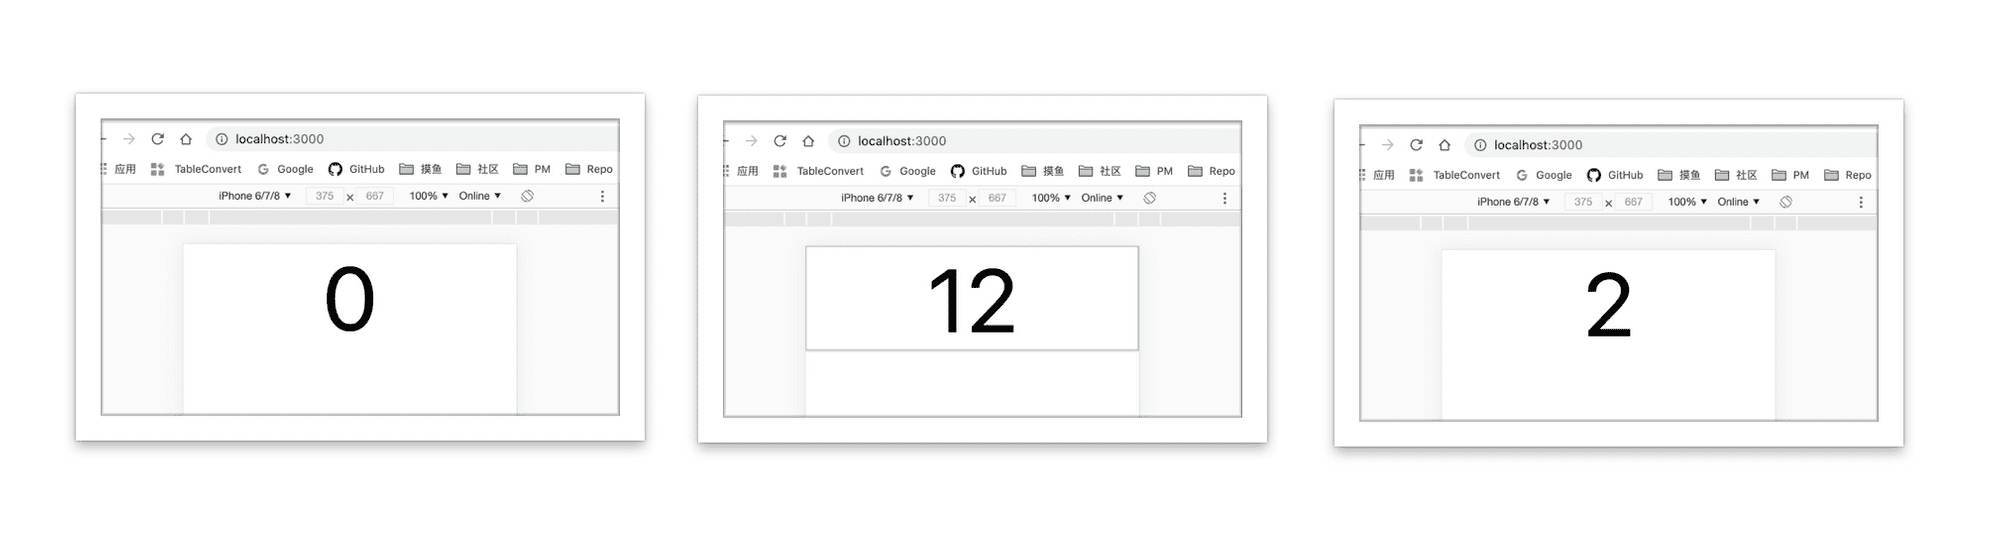 localhost:3000
应用 TableConvert Google GitHub 摸鱼 社区 PM Repo
iPhone 6/7/8 ▼ 375 × 667 100% ▼ Online ▼
0
localhost:3000
应用 TableConvert Google GitHub 摸鱼 社区 PM Repo
iPhone 6/7/8 ▼ 375 × 667 100% ▼ Online ▼
12
localhost:3000
应用 TableConvert Google GitHub 摸鱼 社区 PM Repo
iPhone 6/7/8 ▼ 375 × 667 100% ▼ Online ▼
2